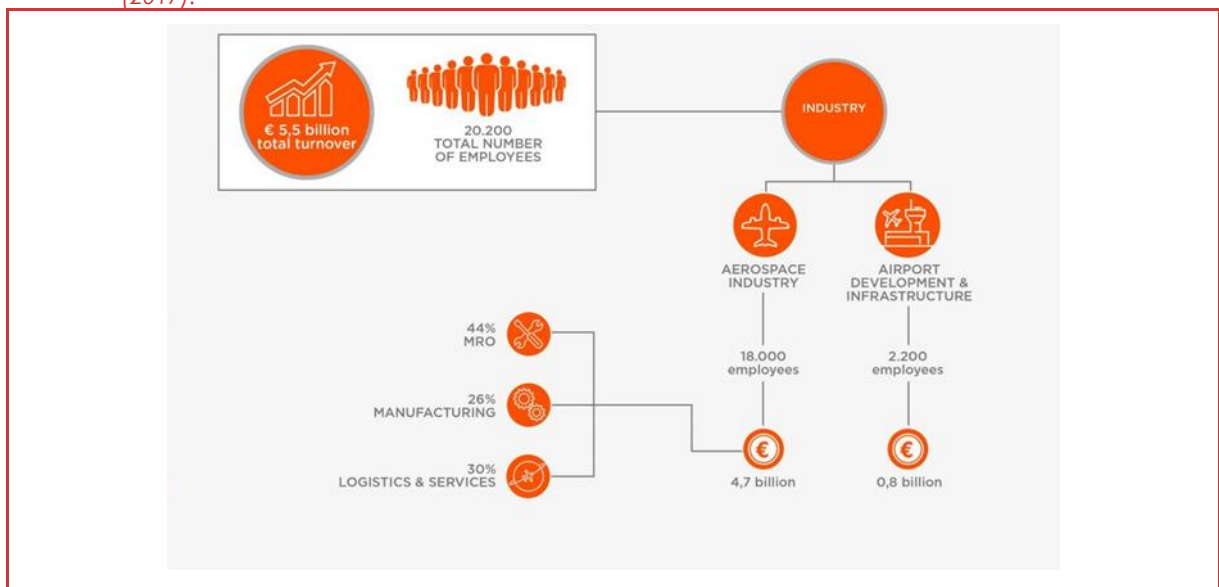 (2017).
€ 5,5 billion
total turnover
20.200
TOTAL NUMBER
OF EMPLOYEES
INDUSTRY
AEROSPACE
INDUSTRY
AIRPORT
DEVELOPMENT &
INFRASTRUCTURE
44%
MRO
18.000
employees
2.200
employees
26%
MANUFACTURING
30%
LOGISTICS & SERVICES
€
4,7 billion
€
0,8 billion